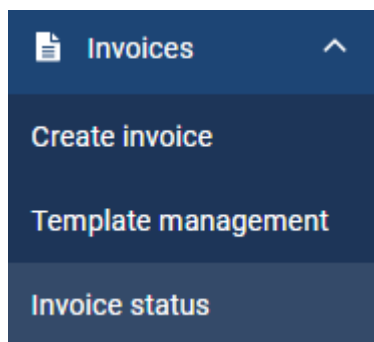 Invoices
Create invoice
Template management
Invoice status